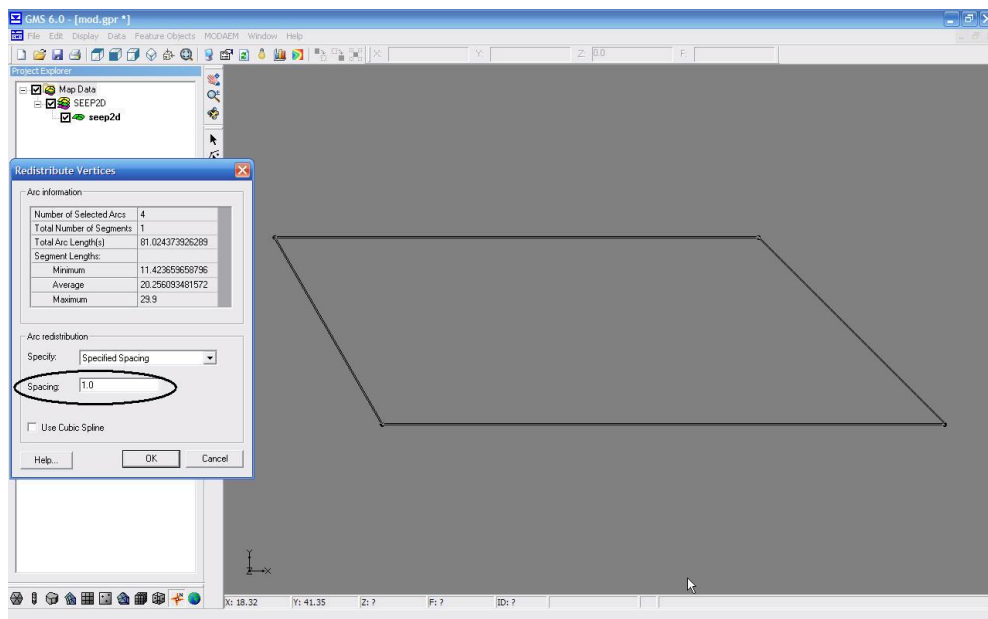 GMS 6.0 - [mod.gpr *]
File Edit Display Data Feature Objects MODAEM Window Help
X: Y: Z: 0.0 F:
Project Explorer
Map Data
SEEP2D
seep2d
Redistribute Vertices
Arc information
Number of Selected Arcs 4
Total Number of Segments 1
Total Arc Length(s) 81.024373926289
Segment Lengths:
Minimum 11.423659658796
Average 20.256093481572
Maximum 29.9
Arc redistribution
Specify: Specified Spacing
Spacing: 1.0
Use Cubic Spline
Help... OK Cancel
Y
Z X
X: 18.32 Y: 41.35 Z: ? F: ? ID: ?